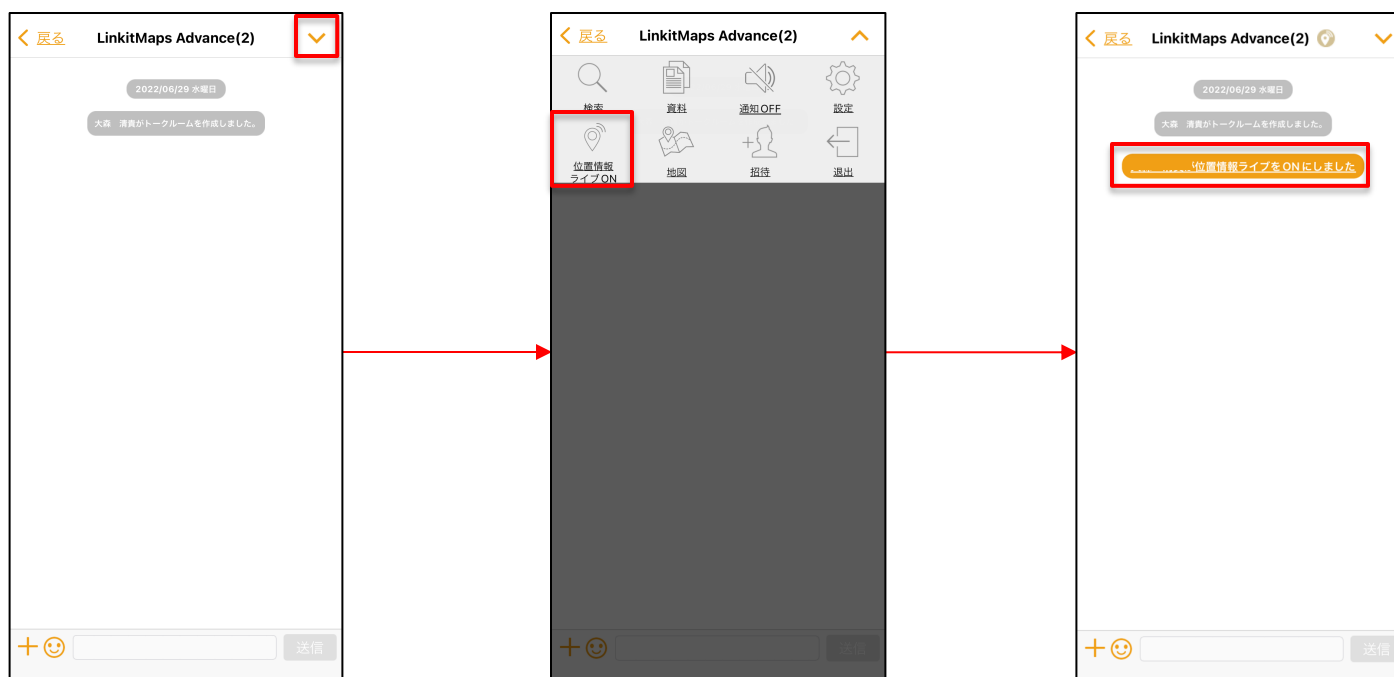 戻る LinkitMaps Advance(2)
2022/06/29 水曜日
大森 清貴がトークルームを作成しました。
送信
戻る LinkitMaps Advance(2)
検索 資料 通知OFF 設定
位置情報
ライブON 地図 招待 退出
送信
戻る LinkitMaps Advance(2)
2022/06/29 水曜日
大森 清貴がトークルームを作成しました。
位置情報ライブをONにしました
送信